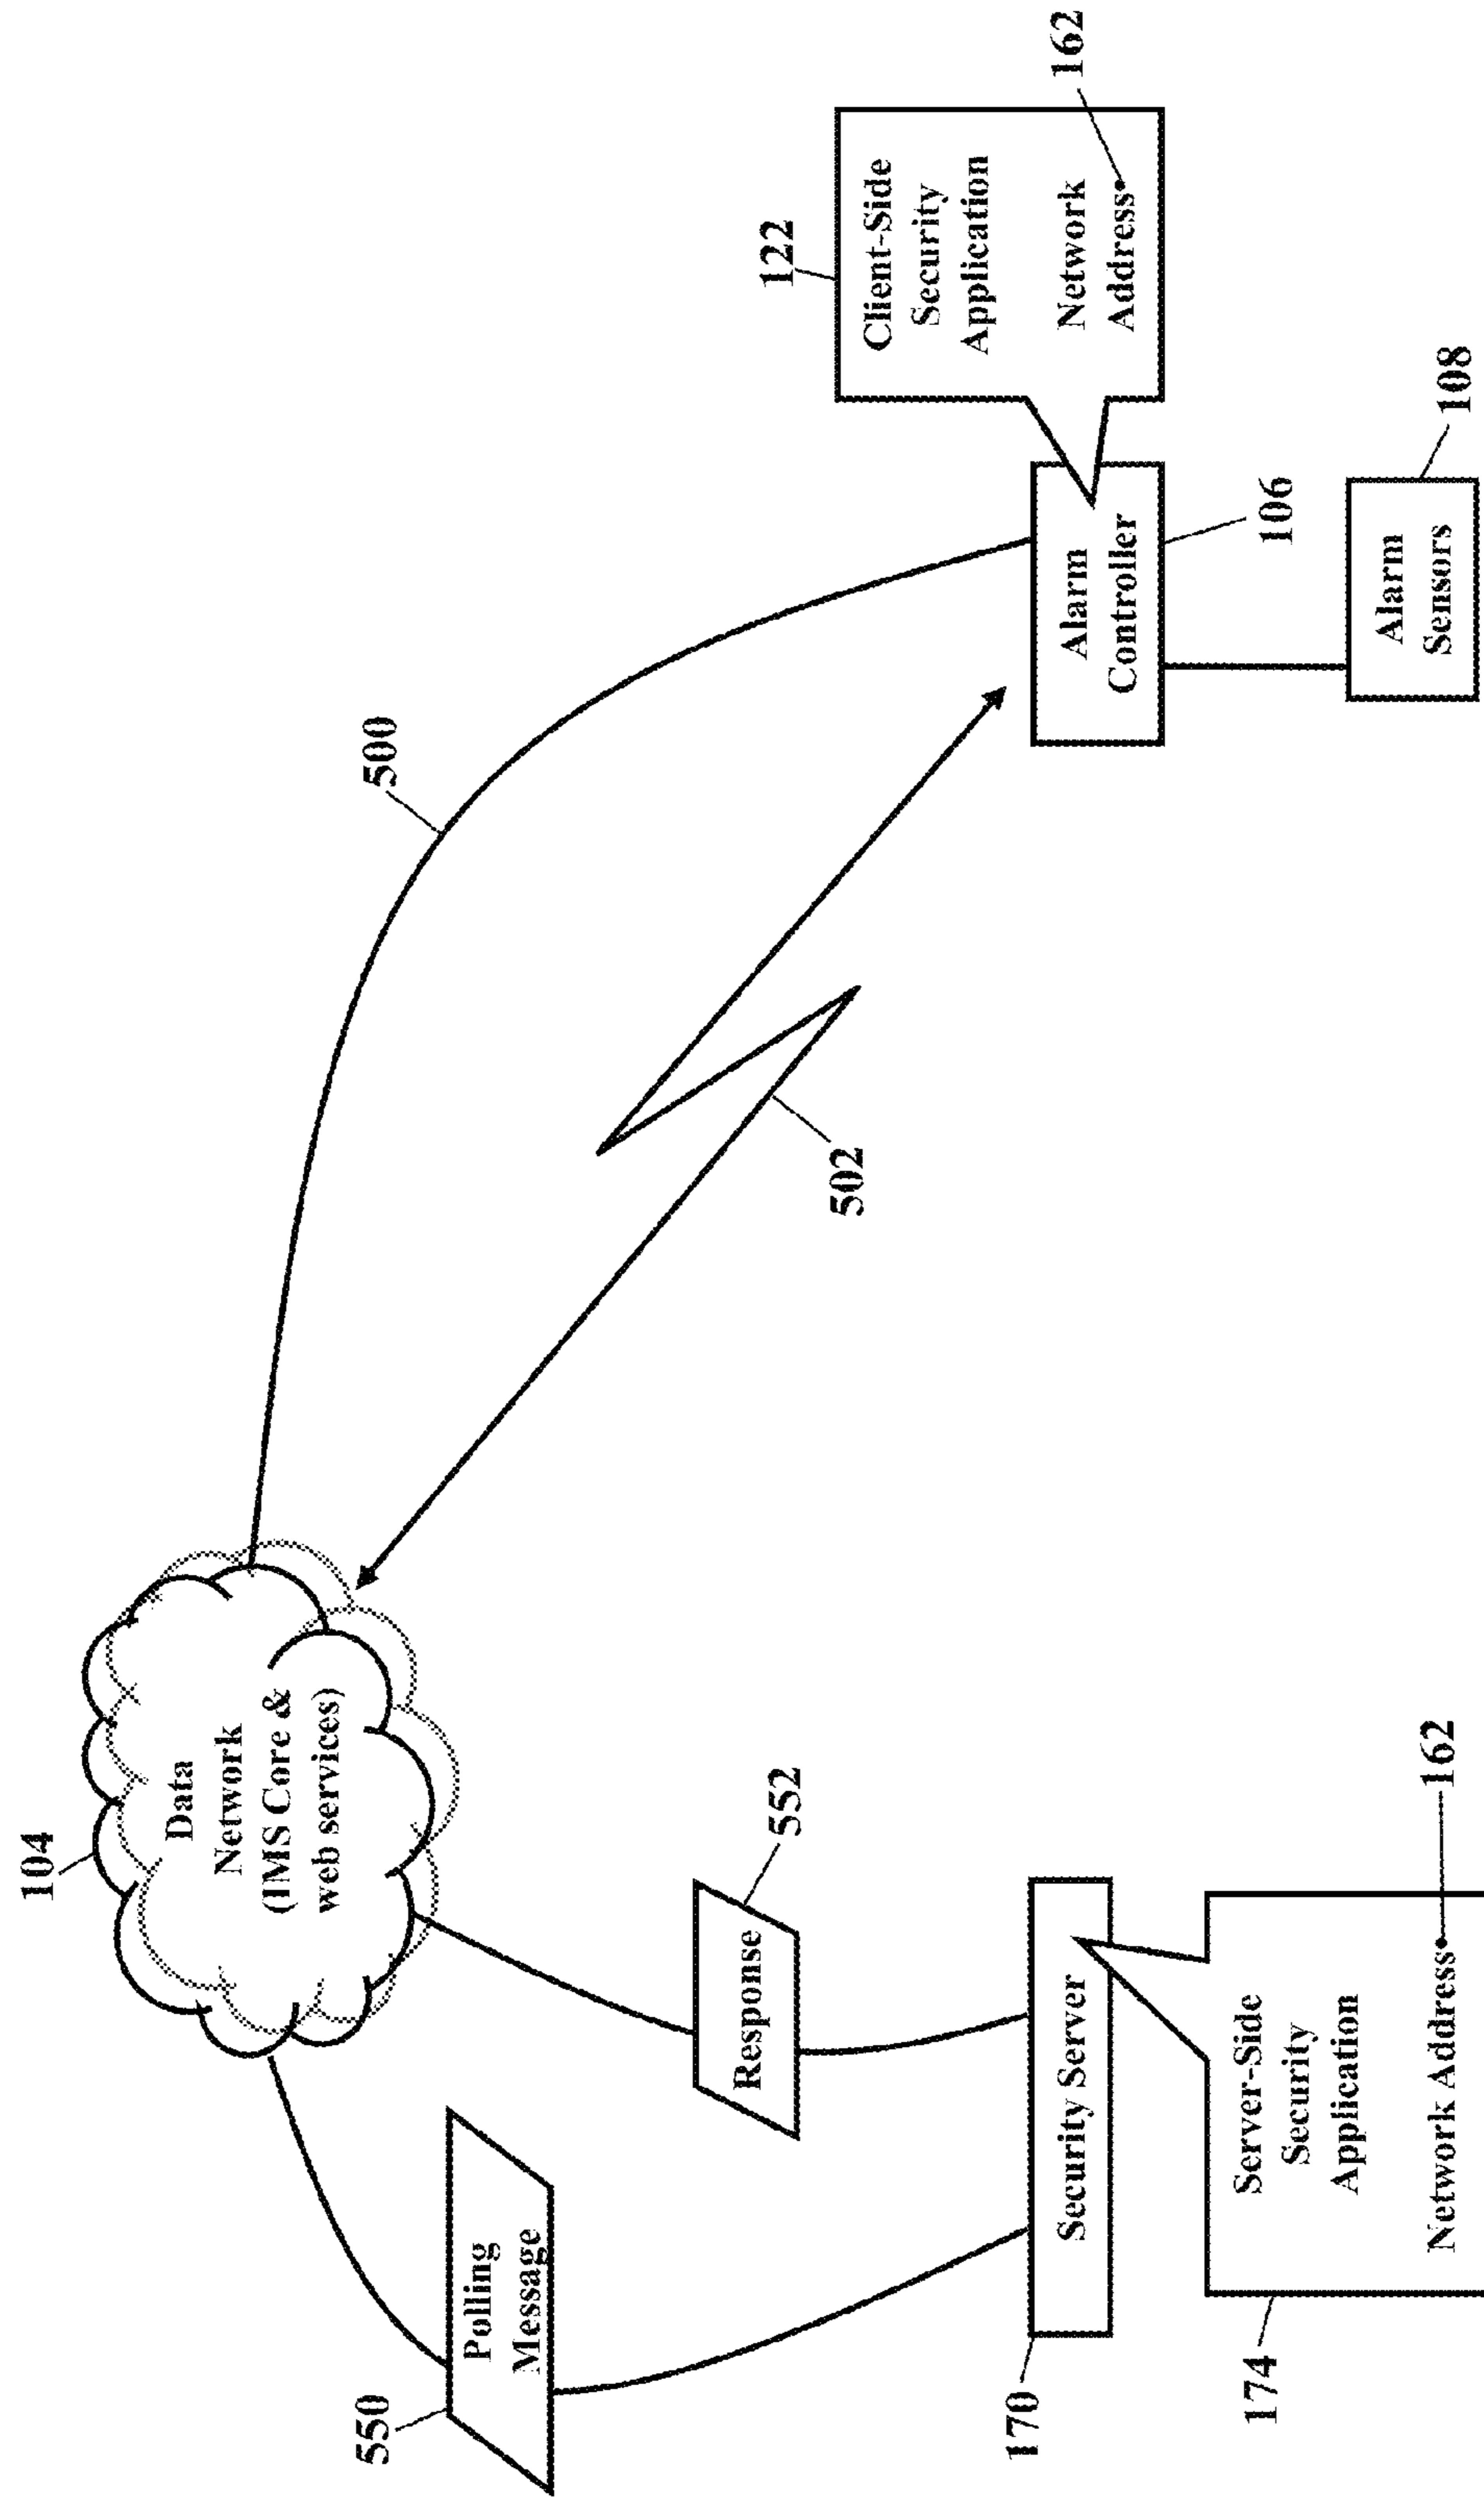 104
Data
Network
(IMS Core &
web services)
500
550
Polling
Message
552
Response
502
122
Client-Side
Security
Application
Network
Address
162
Alarm
Controller
106
Alarm
Sensors
108
170
Security Server
174
Server-Side
Security
Application
Network Address
162